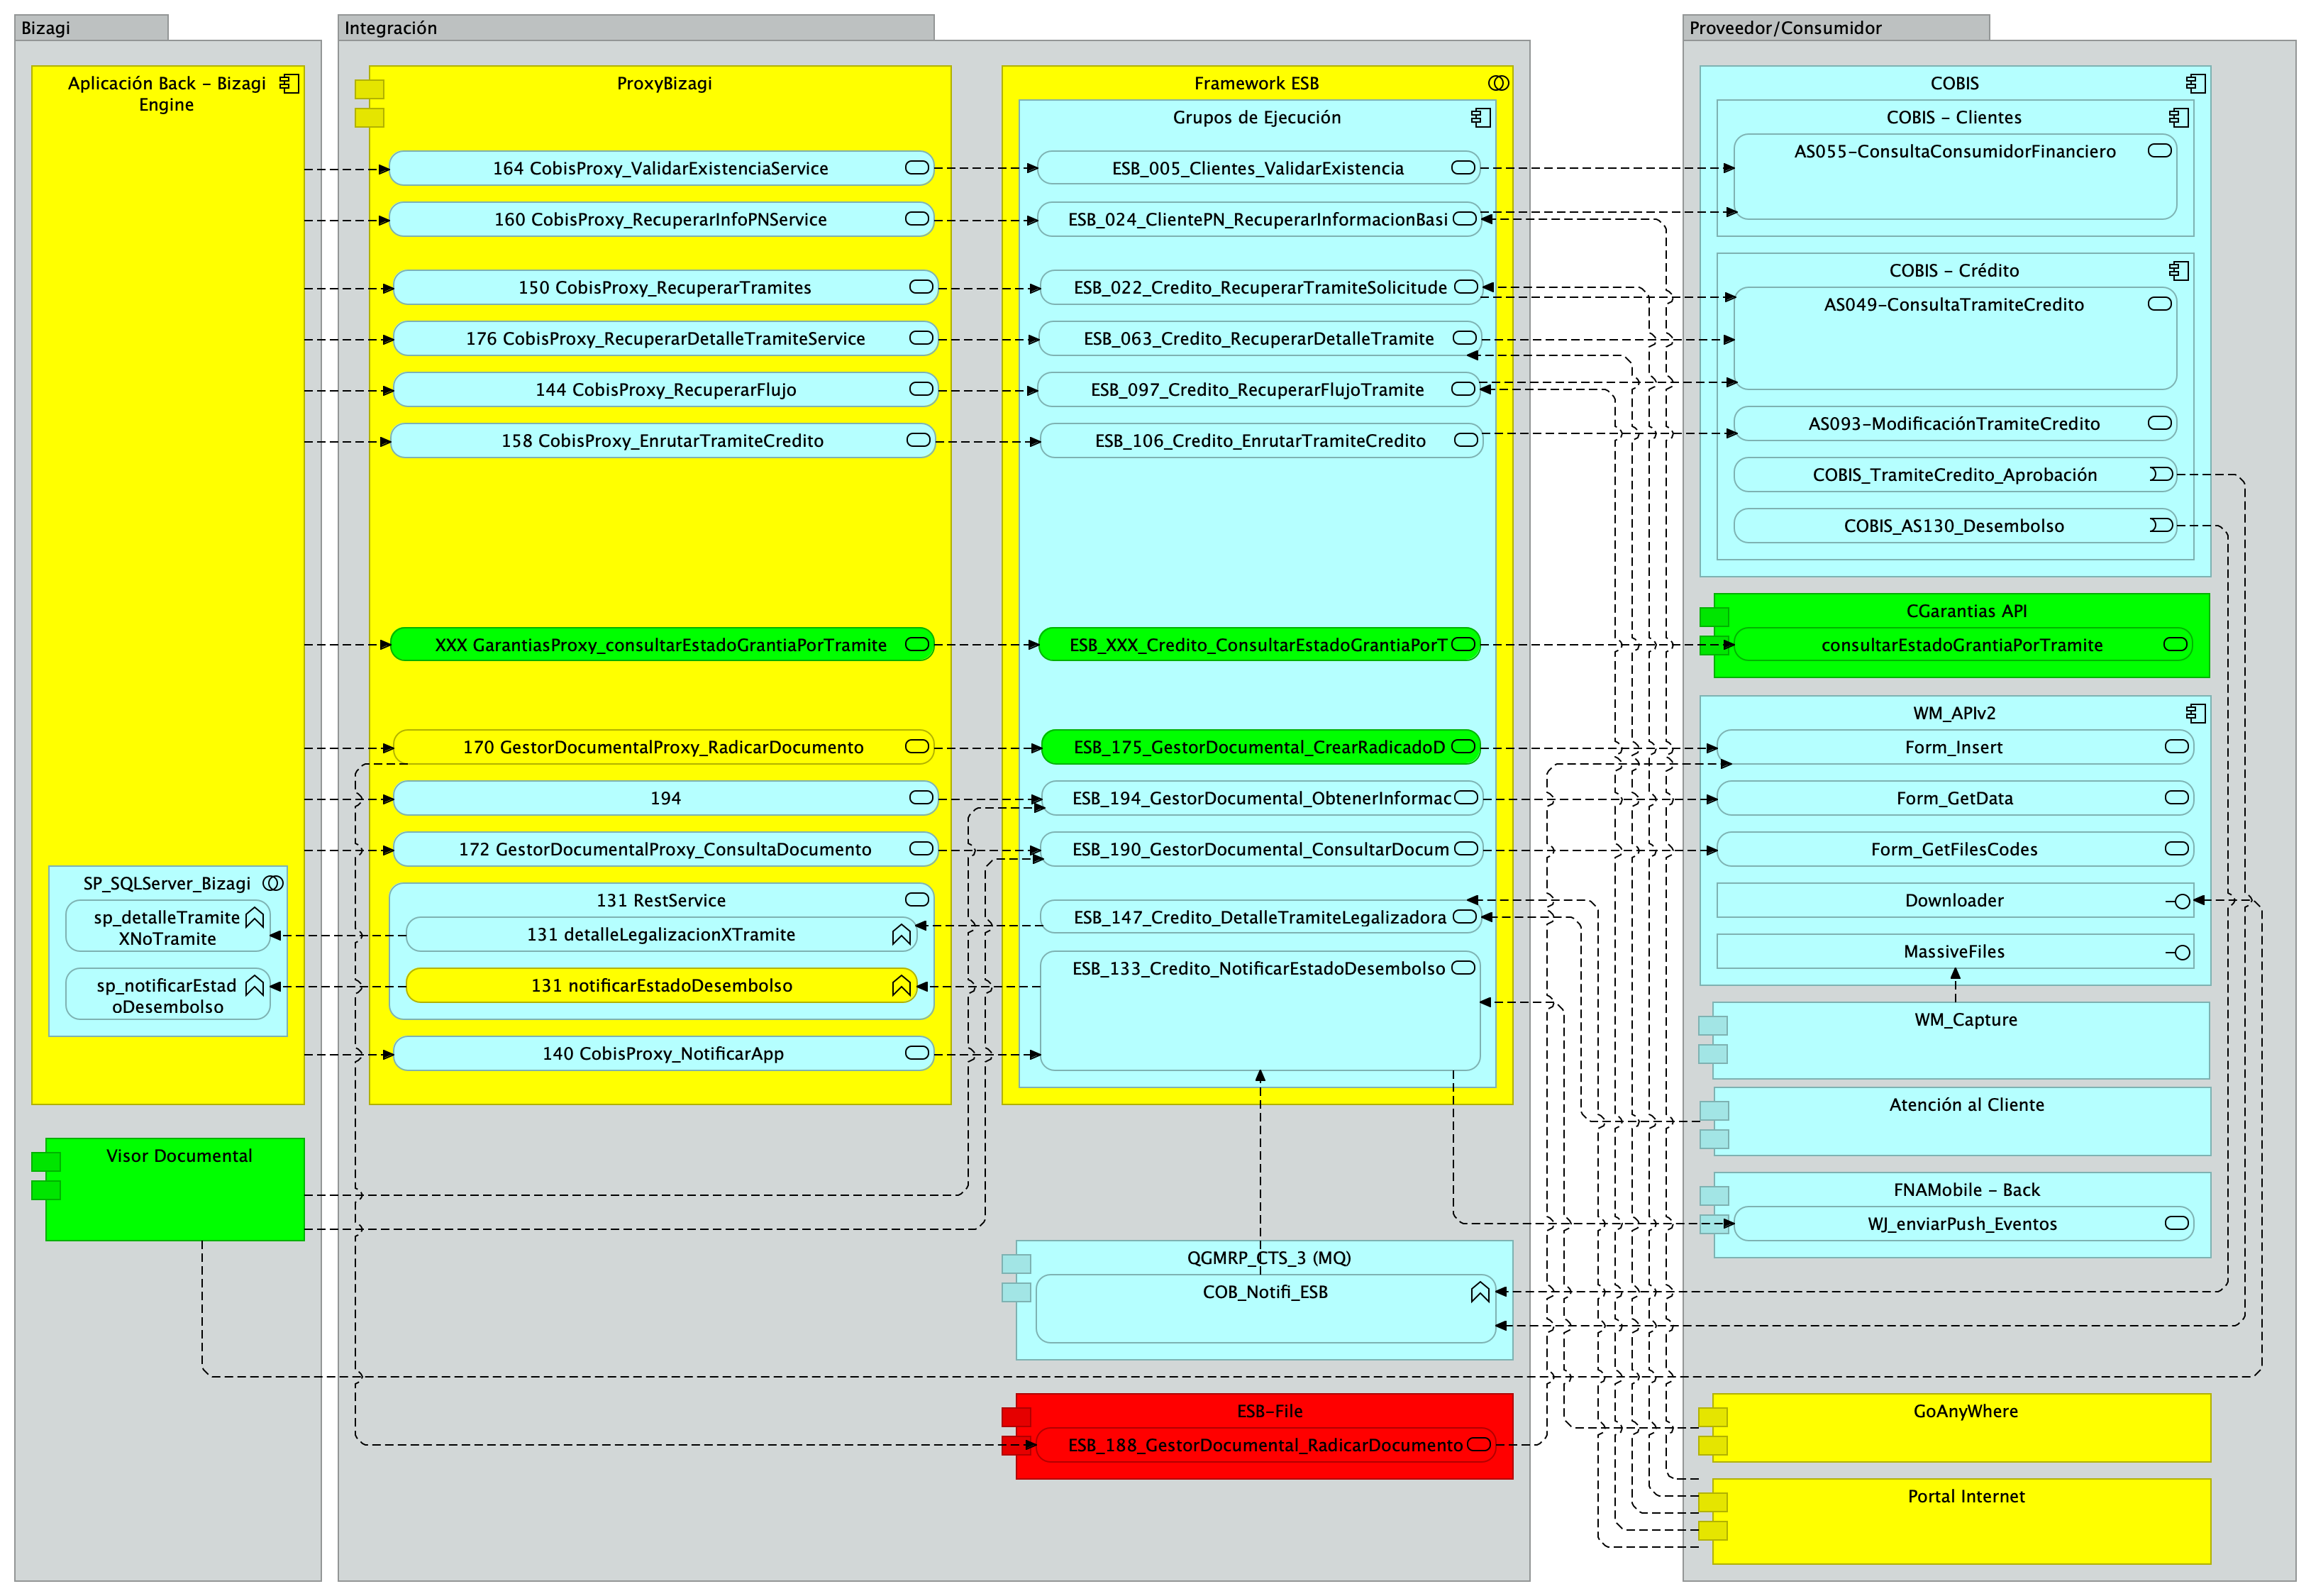 Bizagi
Aplicación Back – Bizagi
Engine
SP_SQLServer_Bizagi
sp_detalleTramite
XNoTramite
sp_notificarEstad
oDesembolso
Visor Documental
Integración
ProxyBizagi
164 CobisProxy_ValidarExistenciaService
160 CobisProxy_RecuperarInfoPNService
150 CobisProxy_RecuperarTramites
176 CobisProxy_RecuperarDetalleTramiteService
144 CobisProxy_RecuperarFlujo
158 CobisProxy_EnrutarTramiteCredito
XXX GarantiasProxy_consultarEstadoGrantiaPorTramite
170 GestorDocumentalProxy_RadicarDocumento
194
172 GestorDocumentalProxy_ConsultaDocumento
131 RestService
131 detalleLegalizacionXTramite
131 notificarEstadoDesembolso
140 CobisProxy_NotificarApp
Framework ESB
Grupos de Ejecución
ESB_005_Clientes_ValidarExistencia
ESB_024_ClientePN_RecuperarInformacionBasi
ESB_022_Credito_RecuperarTramiteSolicitude
ESB_063_Credito_RecuperarDetalleTramite
ESB_097_Credito_RecuperarFlujoTramite
ESB_106_Credito_EnrutarTramiteCredito
ESB_XXX_Credito_ConsultarEstadoGrantiaPorT
ESB_175_GestorDocumental_CrearRadicadoD
ESB_194_GestorDocumental_ObtenerInformac
ESB_190_GestorDocumental_ConsultarDocum
ESB_147_Credito_DetalleTramiteLegalizadora
ESB_133_Credito_NotificarEstadoDesembolso
QGMRP_CTS_3 (MQ)
COB_Notifi_ESB
ESB–File
ESB_188_GestorDocumental_RadicarDocumento
Proveedor/Consumidor
COBIS
COBIS – Clientes
AS055–ConsultaConsumidorFinanciero
COBIS – Crédito
AS049–ConsultaTramiteCredito
AS093–ModificaciónTramiteCredito
COBIS_TramiteCredito_Aprobación
COBIS_AS130_Desembolso
CGarantias API
consultarEstadoGrantiaPorTramite
WM_APIv2
Form_Insert
Form_GetData
Form_GetFilesCodes
Downloader
MassiveFiles
WM_Capture
Atención al Cliente
FNAMobile – Back
WJ_enviarPush_Eventos
GoAnyWhere
Portal Internet